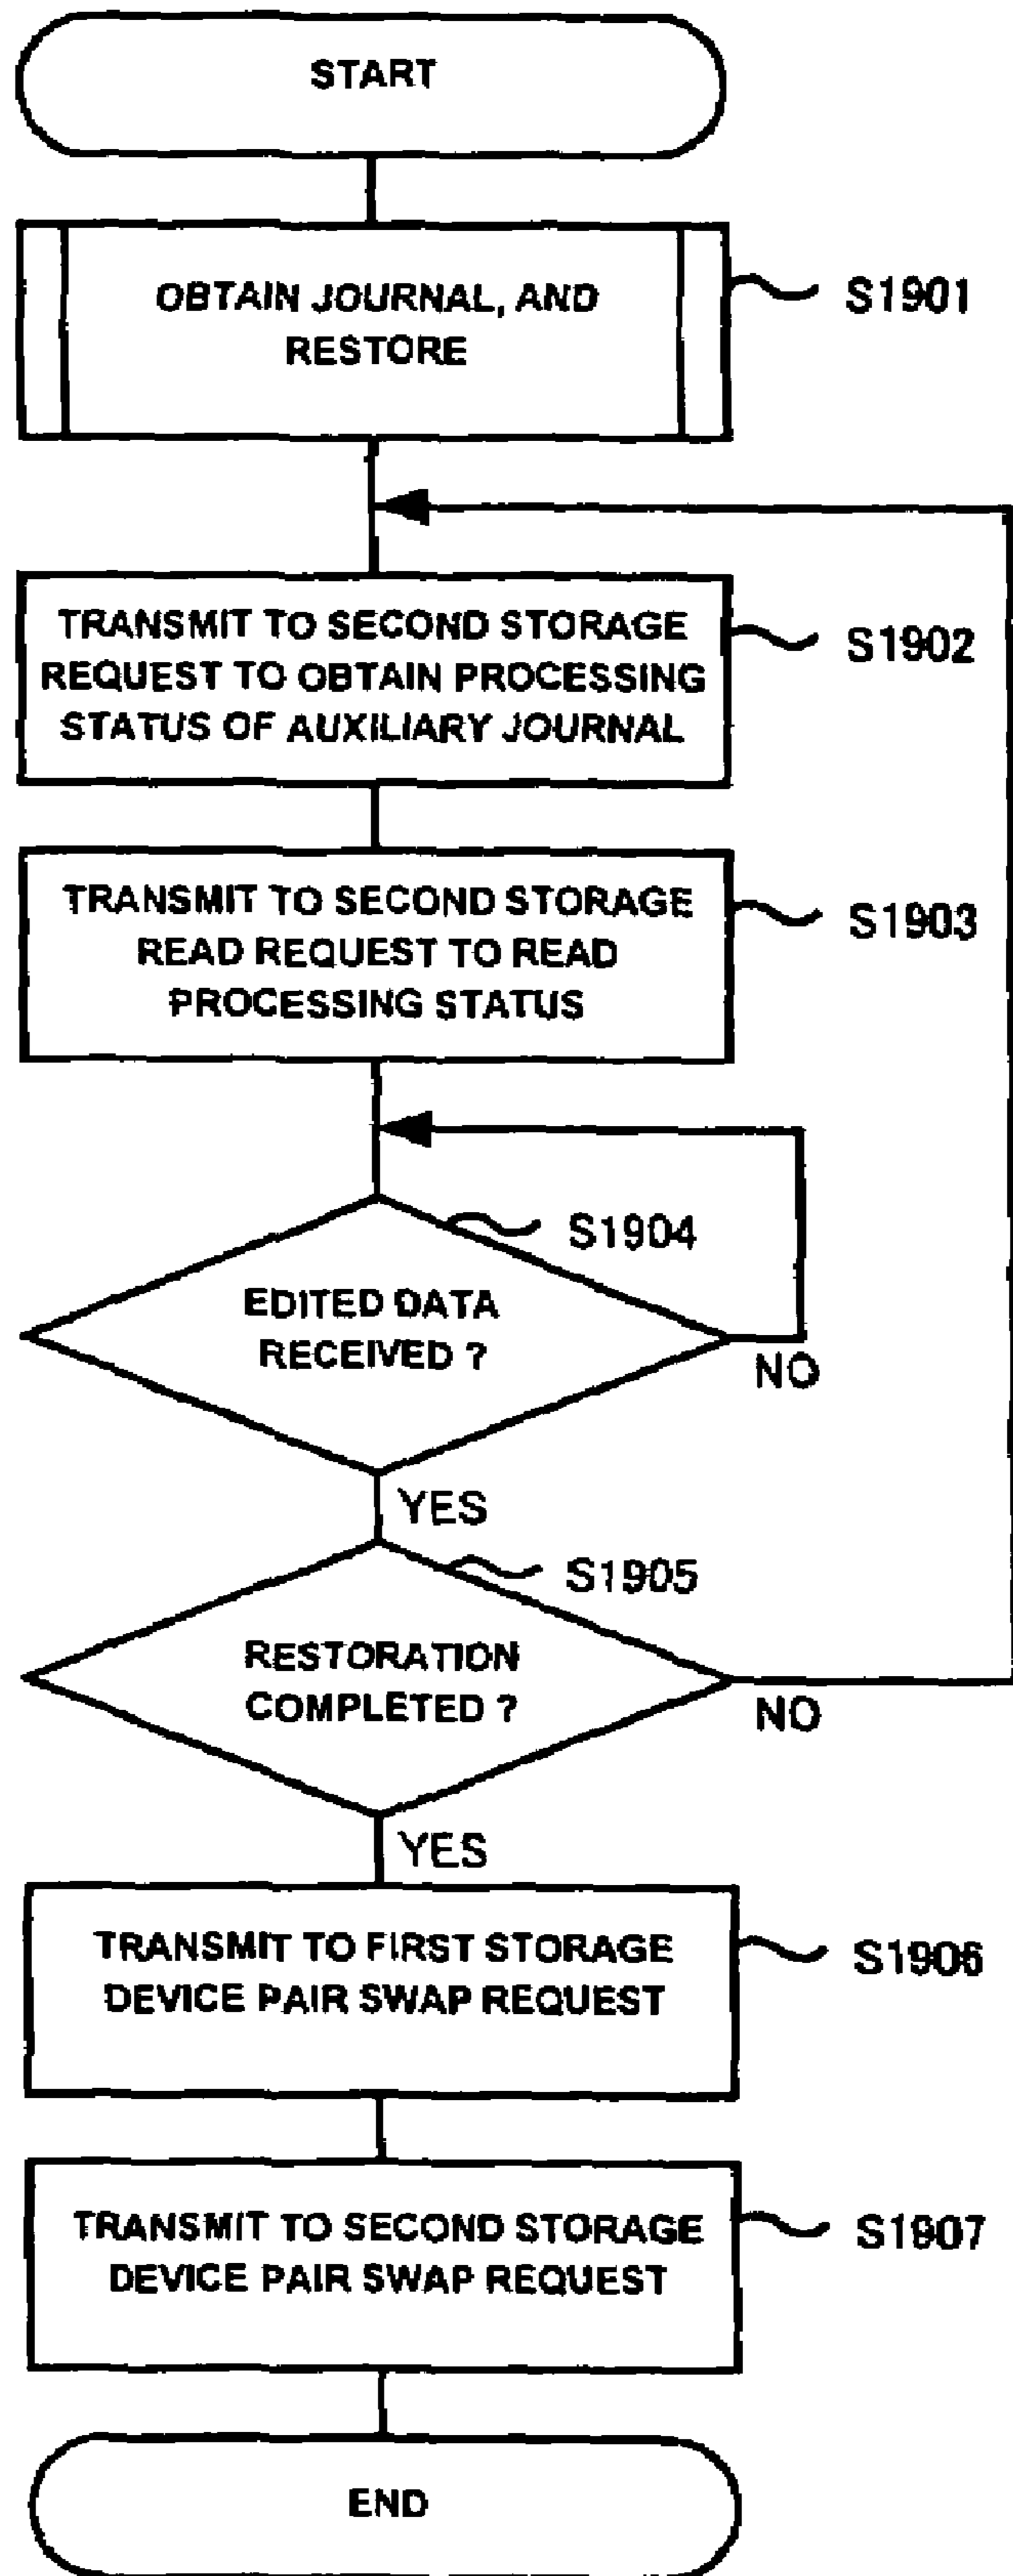 START
OBTAIN JOURNAL, AND
RESTORE
S1901
TRANSMIT TO SECOND STORAGE
REQUEST TO OBTAIN PROCESSING
STATUS OF AUXILIARY JOURNAL
S1902
TRANSMIT TO SECOND STORAGE
READ REQUEST TO READ
PROCESSING STATUS
S1903
S1904
EDITED DATA
RECEIVED ?
NO
YES
S1905
RESTORATION
COMPLETED ?
NO
YES
TRANSMIT TO FIRST STORAGE
DEVICE PAIR SWAP REQUEST
S1906
TRANSMIT TO SECOND STORAGE
DEVICE PAIR SWAP REQUEST
S1907
END